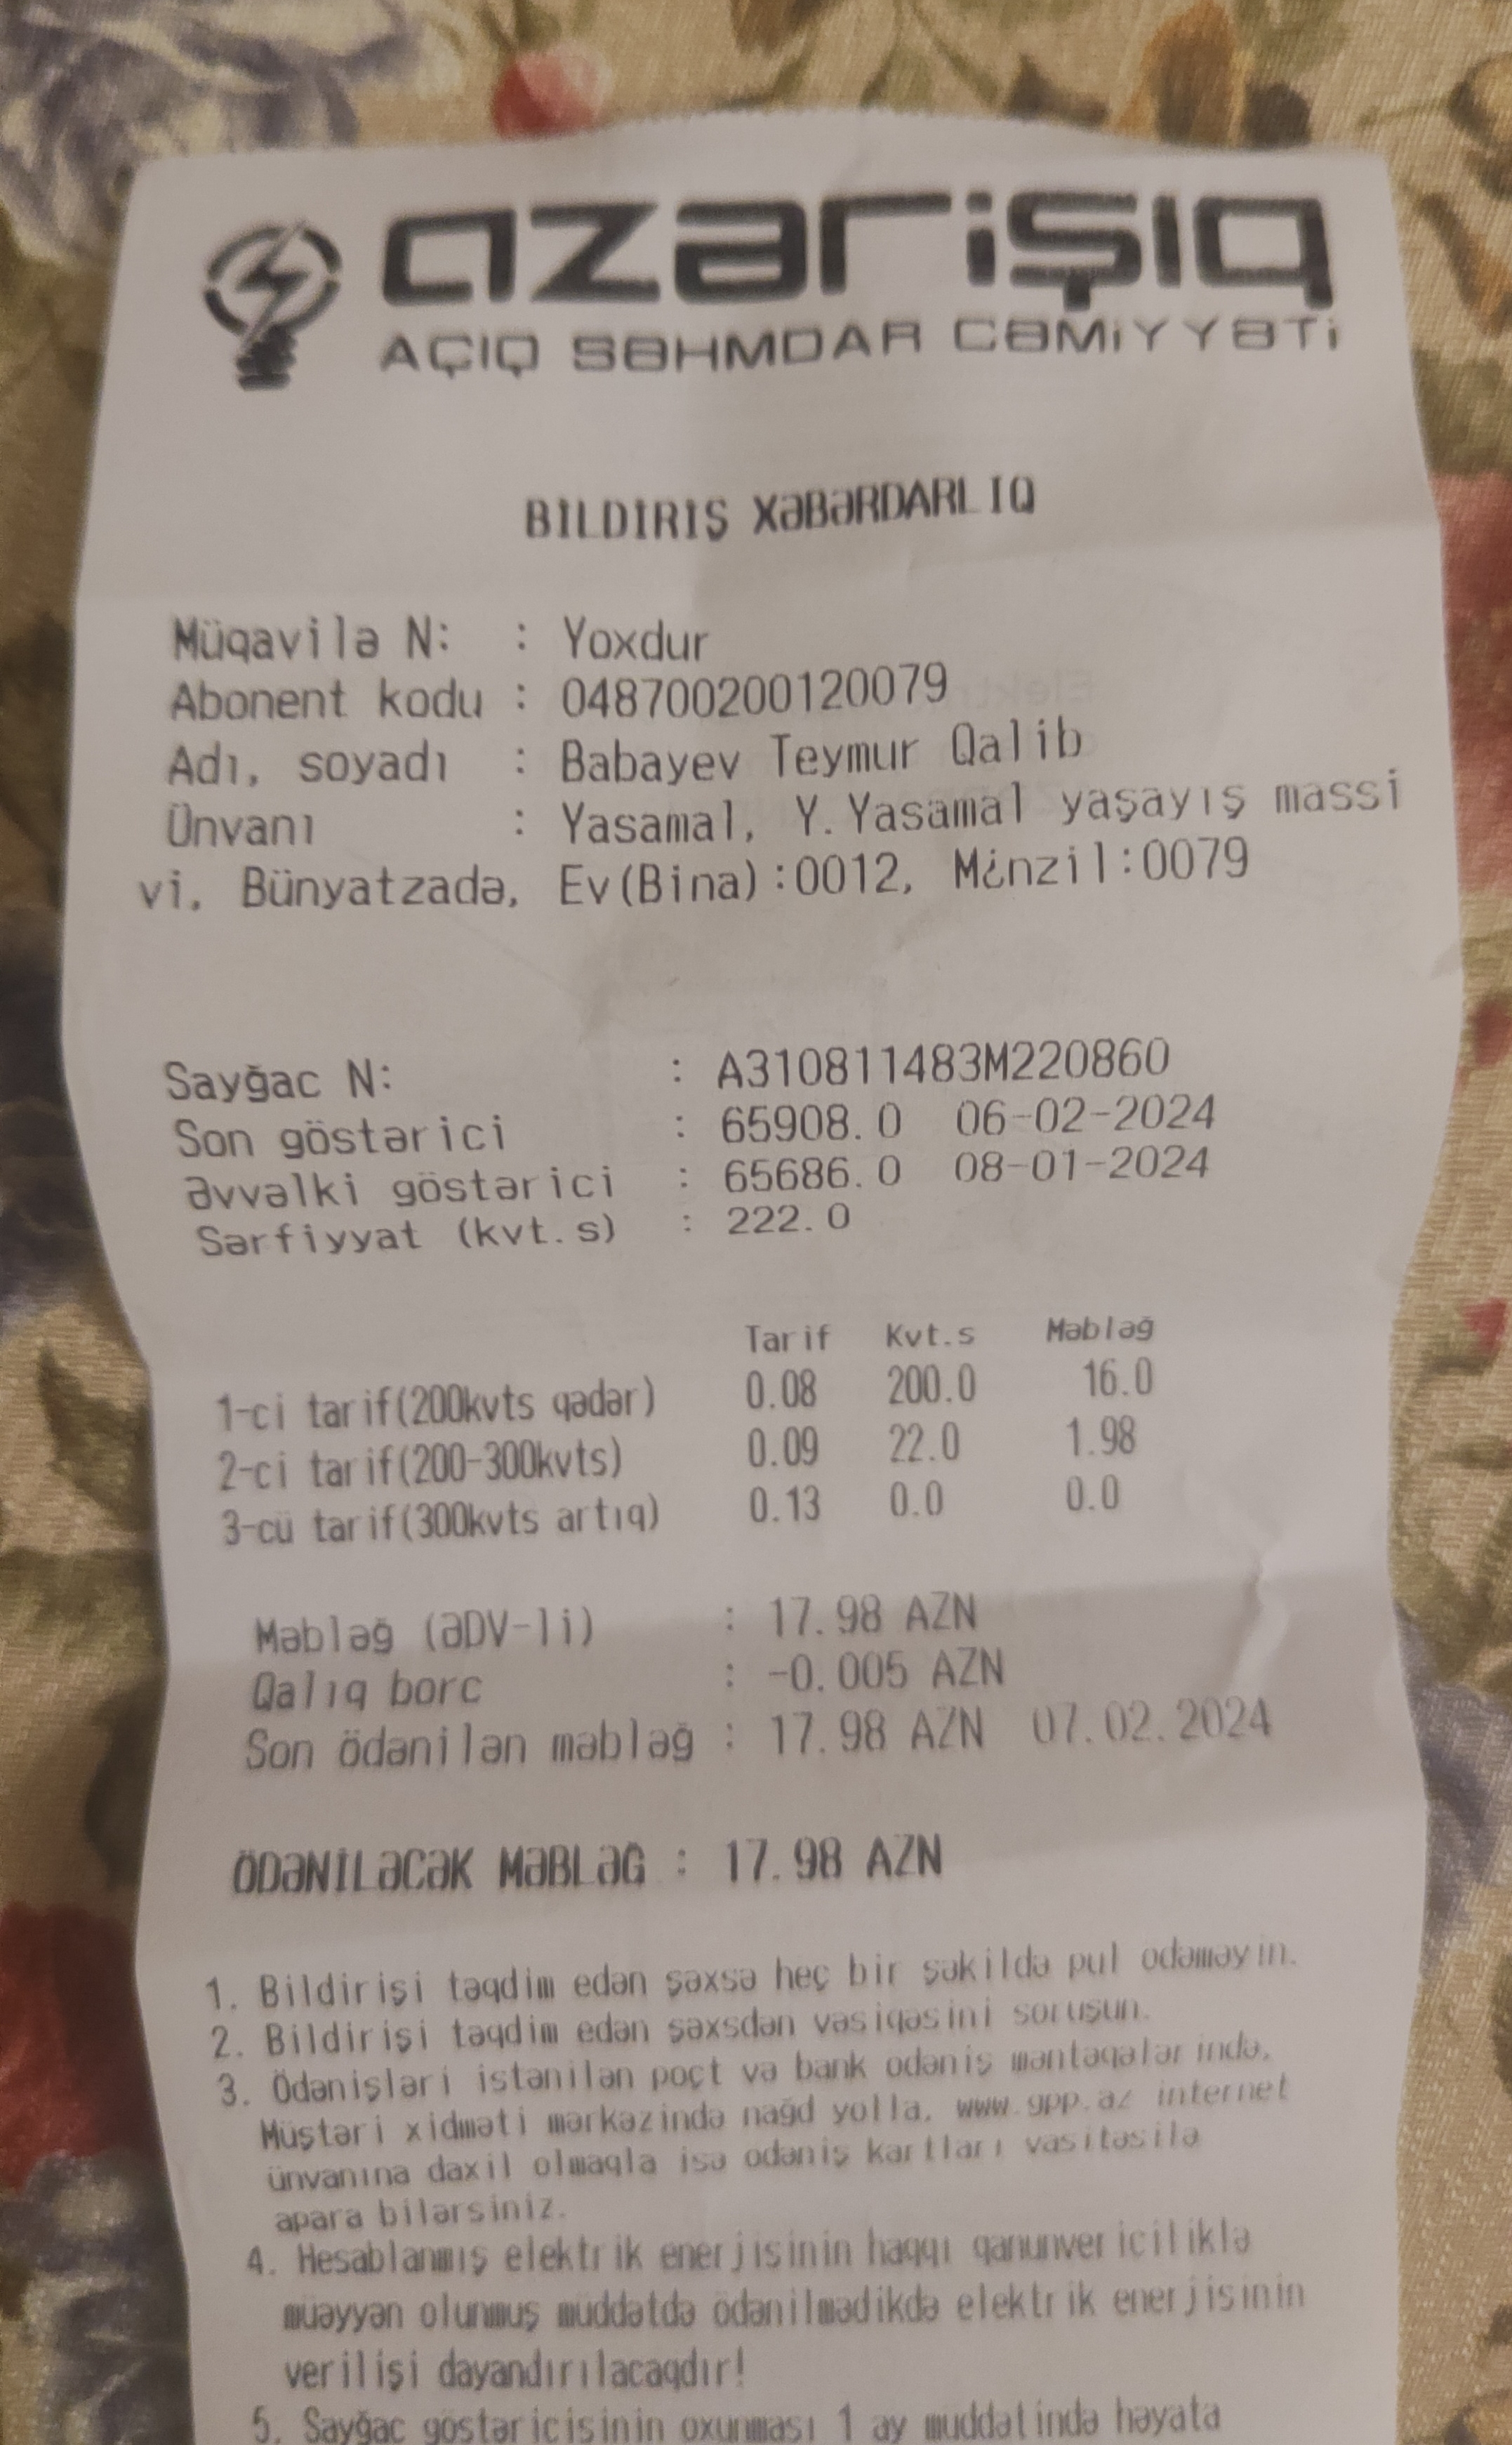 azərişıq
AÇIQ SƏHMDAR CƏMİYYƏTİ
BİLDİRİŞ XƏBƏRDARLIQ
Müqavilə N: : Yoxdur
Abonent kodu : 048700200120079
Adı, soyadı : Babayev Teymur Qalib
Ünvanı : Yasamal, Y.Yasamal yaşayış massi
vi, Bünyatzadə, Ev(Bina):0012, Mənzil:0079
Sayğac N: : A310811483M220860
Son göstərici : 65908.0 06-02-2024
Əvvəlki göstərici : 65686.0 08-01-2024
Sərfiyyat (kvt.s) : 222.0
Tarif Kvt.s Məbləğ
1-ci tarif(200kvts qədər) 0.08 200.0 16.0
2-ci tarif(200-300kvts) 0.09 22.0 1.98
3-cü tarif(300kvts artıq) 0.13 0.0 0.0
Məbləğ (ƏDV-li) : 17.98 AZN
Qalıq borc : -0.005 AZN
Son ödənilən məbləğ : 17.98 AZN 07.02.2024
ÖDƏNİLƏCƏK MƏBLƏĞ : 17.98 AZN
1. Bildirişi təqdim edən şəxsə heç bir şəkildə pul ödəməyin.
2. Bildirişi təqdim edən şəxsdən vəsiqəsini soruşun.
3. Ödənişləri istənilən poçt və bank ödəniş məntəqələrində,
Müştəri xidməti mərkəzində nağd yolla, www.gpp.az internet
ünvanına daxil olmaqla isə ödəniş kartları vasitəsilə
apara bilərsiniz.
4. Hesablanmış elektrik enerjisinin haqqı qanunvericiliklə
müəyyən olunmuş müddətdə ödənilmədikdə elektrik enerjisinin
verilişi dayandırılacaqdır!
5. Sayğac göstəricisinin oxunması 1 ay müddətində həyata